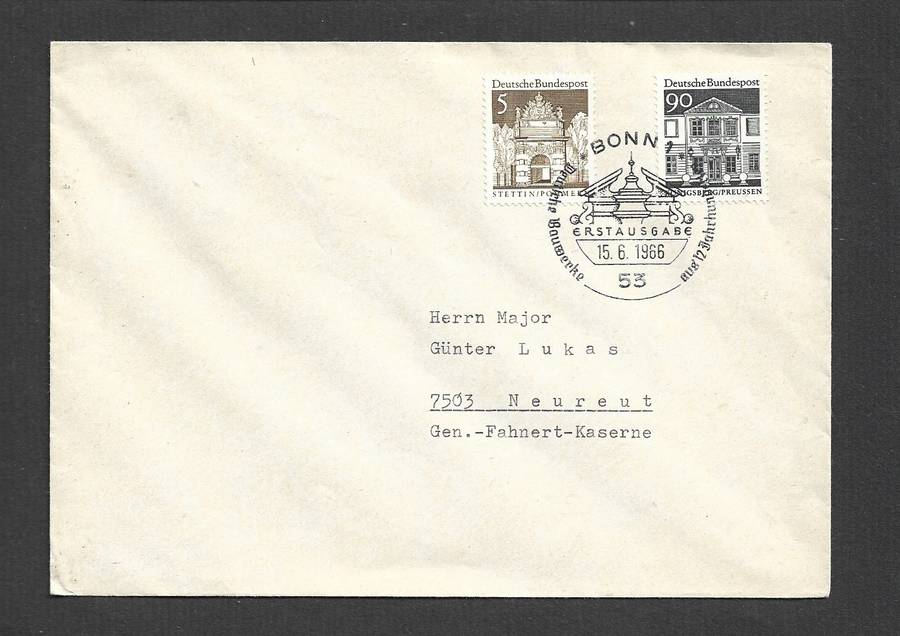 Deutsche Bundespost
5
STETTIN/POMMERN
Deutsche Bundespost
90
KÖNIGSBERG/PREUSSEN
BONN 1
Deutsche Bauwerke
aus 12 Jahrhunderten
ERSTAUSGABE
15.6.1966
53
Herrn Major
Günter Lukas
7503 Neureut
Gen.-Fahnert-Kaserne